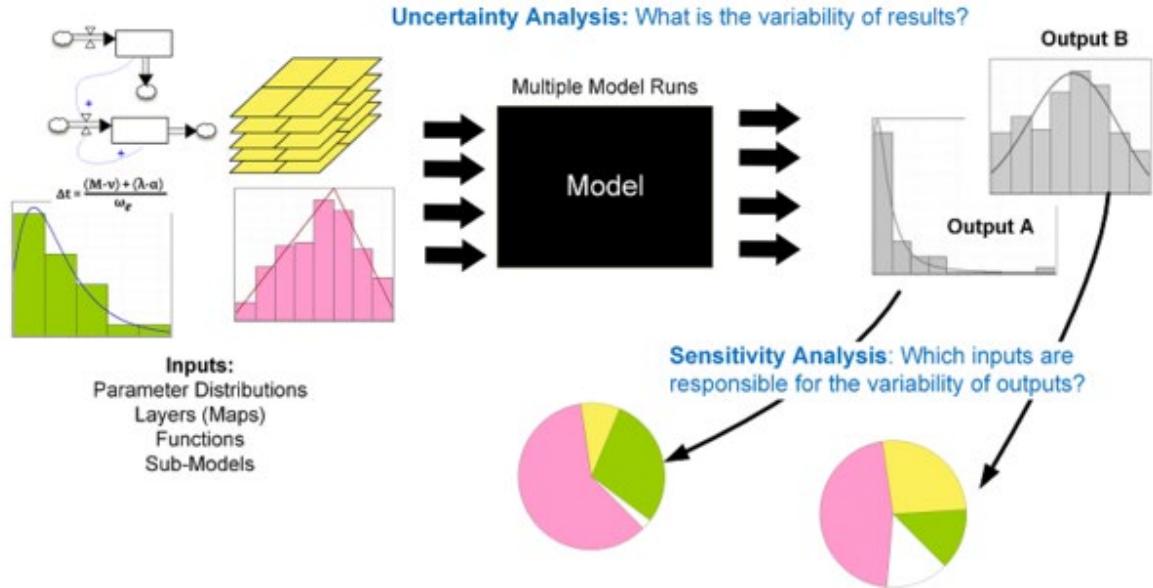 Uncertainty Analysis: What is the variability of results?
Output B
Multiple Model Runs
+
+
Δt = (M-v) + (λ-α)
ω
Model
Output A
Inputs:
Parameter Distributions
Layers (Maps)
Functions
Sub-Models
Sensitivity Analysis: Which inputs are
responsible for the variability of outputs?